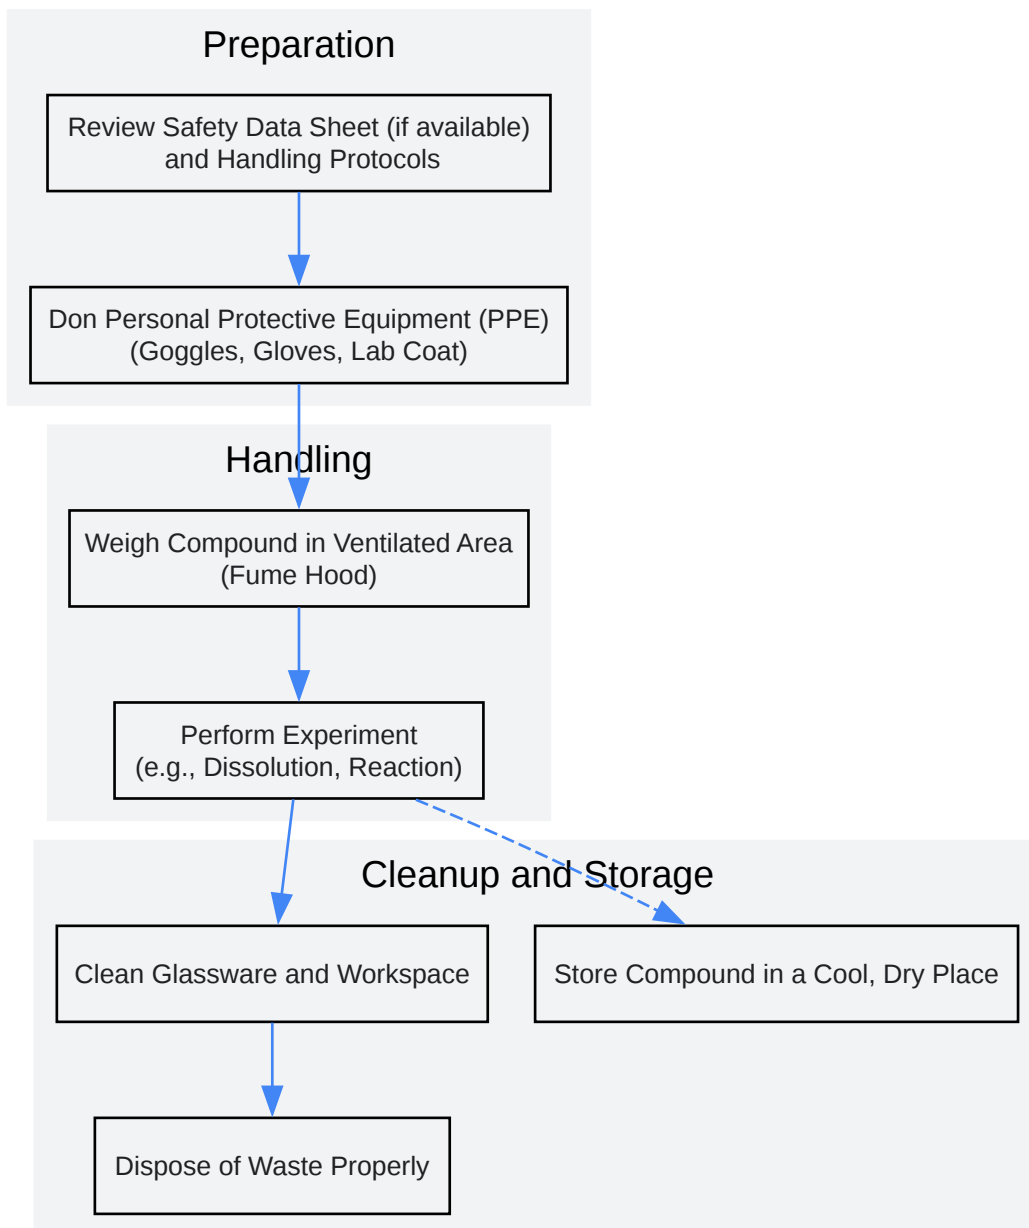 Preparation
Review Safety Data Sheet (if available)
and Handling Protocols
Don Personal Protective Equipment (PPE)
(Goggles, Gloves, Lab Coat)
Handling
Weigh Compound in Ventilated Area
(Fume Hood)
Perform Experiment
(e.g., Dissolution, Reaction)
Cleanup and Storage
Clean Glassware and Workspace
Store Compound in a Cool, Dry Place
Dispose of Waste Properly